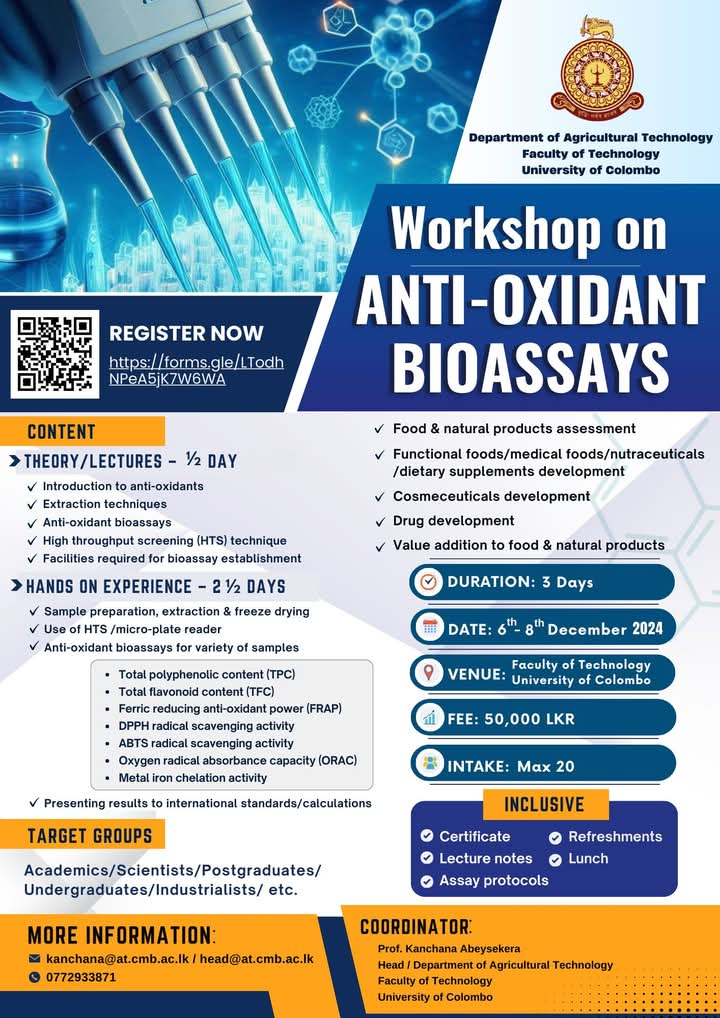 Department of Agricultural Technology
Faculty of Technology
University of Colombo
Workshop on
ANTI-OXIDANT
BIOASSAYS
REGISTER NOW
https://forms.gle/LTodh
NPeA5jK7W6WA
CONTENT
THEORY/LECTURES – ½ DAY
Introduction to anti-oxidants
Extraction techniques
Anti-oxidant bioassays
High throughput screening (HTS) technique
Facilities required for bioassay establishment
HANDS ON EXPERIENCE – 2 ½ DAYS
Sample preparation, extraction & freeze drying
Use of HTS /micro-plate reader
Anti-oxidant bioassays for variety of samples
Total polyphenolic content (TPC)
Total flavonoid content (TFC)
Ferric reducing anti-oxidant power (FRAP)
DPPH radical scavenging activity
ABTS radical scavenging activity
Oxygen radical absorbance capacity (ORAC)
Metal iron chelation activity
Presenting results to international standards/calculations
TARGET GROUPS
Academics/Scientists/Postgraduates/
Undergraduates/Industrialists/ etc.
Food & natural products assessment
Functional foods/medical foods/nutraceuticals
/dietary supplements development
Cosmeceuticals development
Drug development
Value addition to food & natural products
DURATION: 3 Days
DATE: 6th- 8th December 2024
VENUE: Faculty of Technology
University of Colombo
FEE: 50,000 LKR
INTAKE: Max 20
INCLUSIVE
Certificate
Refreshments
Lecture notes
Lunch
Assay protocols
MORE INFORMATION:
kanchana@at.cmb.ac.lk / head@at.cmb.ac.lk
0772933871
COORDINATOR:
Prof. Kanchana Abeysekera
Head / Department of Agricultural Technology
Faculty of Technology
University of Colombo